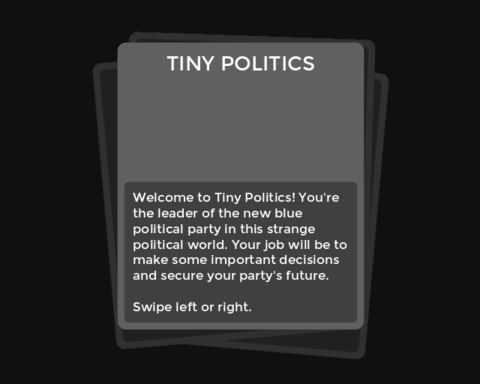 TINY POLITICS
Welcome to Tiny Politics! You're
the leader of the new blue
political party in this strange
political world. Your job will be to
make some important decisions
and secure your party's future.
Swipe left or right.